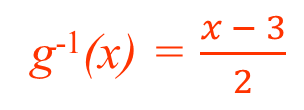 g⁻¹(x) = (x − 3)/2